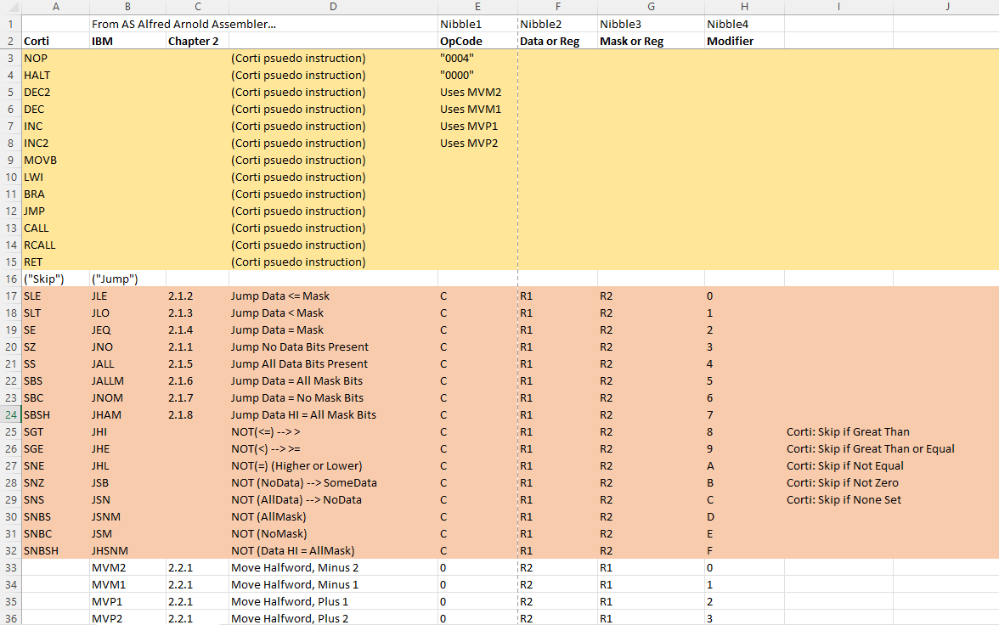 A B C D E F G H I J
1 From AS Alfred Arnold Assembler... Nibble1 Nibble2 Nibble3 Nibble4
2 Corti IBM Chapter 2 OpCode Data or Reg Mask or Reg Modifier
3 NOP (Corti psuedo instruction) "0004"
4 HALT (Corti psuedo instruction) "0000"
5 DEC2 (Corti psuedo instruction) Uses MVM2
6 DEC (Corti psuedo instruction) Uses MVM1
7 INC (Corti psuedo instruction) Uses MVP1
8 INC2 (Corti psuedo instruction) Uses MVP2
9 MOVB (Corti psuedo instruction)
10 LWI (Corti psuedo instruction)
11 BRA (Corti psuedo instruction)
12 JMP (Corti psuedo instruction)
13 CALL (Corti psuedo instruction)
14 RCALL (Corti psuedo instruction)
15 RET (Corti psuedo instruction)
16 ("Skip") ("Jump")
17 SLE JLE 2.1.2 Jump Data <= Mask C R1 R2 0
18 SLT JLO 2.1.3 Jump Data < Mask C R1 R2 1
19 SE JEQ 2.1.4 Jump Data = Mask C R1 R2 2
20 SZ JNO 2.1.1 Jump No Data Bits Present C R1 R2 3
21 SS JALL 2.1.5 Jump All Data Bits Present C R1 R2 4
22 SBS JALLM 2.1.6 Jump Data = All Mask Bits C R1 R2 5
23 SBC JNOM 2.1.7 Jump Data = No Mask Bits C R1 R2 6
24 SBSH JHAM 2.1.8 Jump Data HI = All Mask Bits C R1 R2 7
25 SGT JHI NOT(<=) --> > C R1 R2 8 Corti: Skip if Great Than
26 SGE JHE NOT(<) --> >= C R1 R2 9 Corti: Skip if Great Than or Equal
27 SNE JHL NOT(=) (Higher or Lower) C R1 R2 A Corti: Skip if Not Equal
28 SNZ JSB NOT (NoData) --> SomeData C R1 R2 B Corti: Skip if Not Zero
29 SNS JSN NOT (AllData) --> NoData C R1 R2 C Corti: Skip if None Set
30 SNBS JSNM NOT (AllMask) C R1 R2 D
31 SNBC JSM NOT (NoMask) C R1 R2 E
32 SNBSH JHSNM NOT (Data HI = AllMask) C R1 R2 F
33 MVM2 2.2.1 Move Halfword, Minus 2 0 R2 R1 0
34 MVM1 2.2.1 Move Halfword, Minus 1 0 R2 R1 1
35 MVP1 2.2.1 Move Halfword, Plus 1 0 R2 R1 2
36 MVP2 2.2.1 Move Halfword, Plus 2 0 R2 R1 3